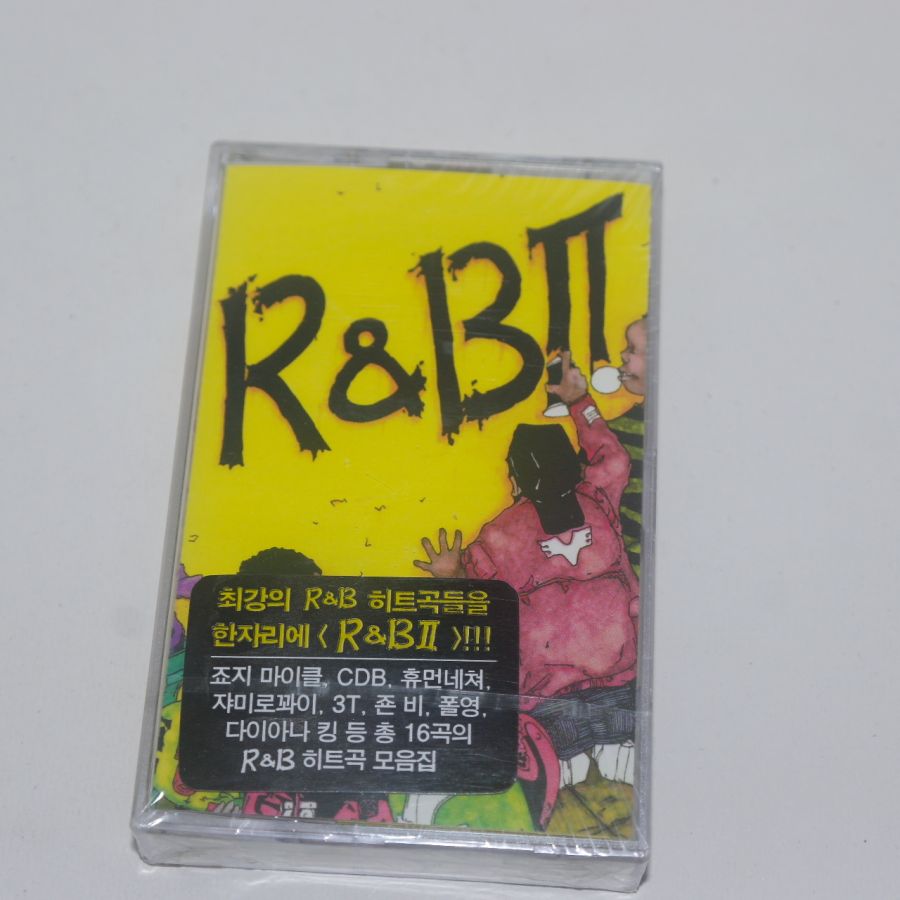 R&BⅡ
최강의 R&B 히트곡들을
한자리에 < R&BⅡ >!!!
죠지 마이클, CDB, 휴먼네쳐,
쟈미로꽈이, 3T, 죤 비, 폴영,
다이아나 킹 등 총 16곡의
R&B 히트곡 모음집